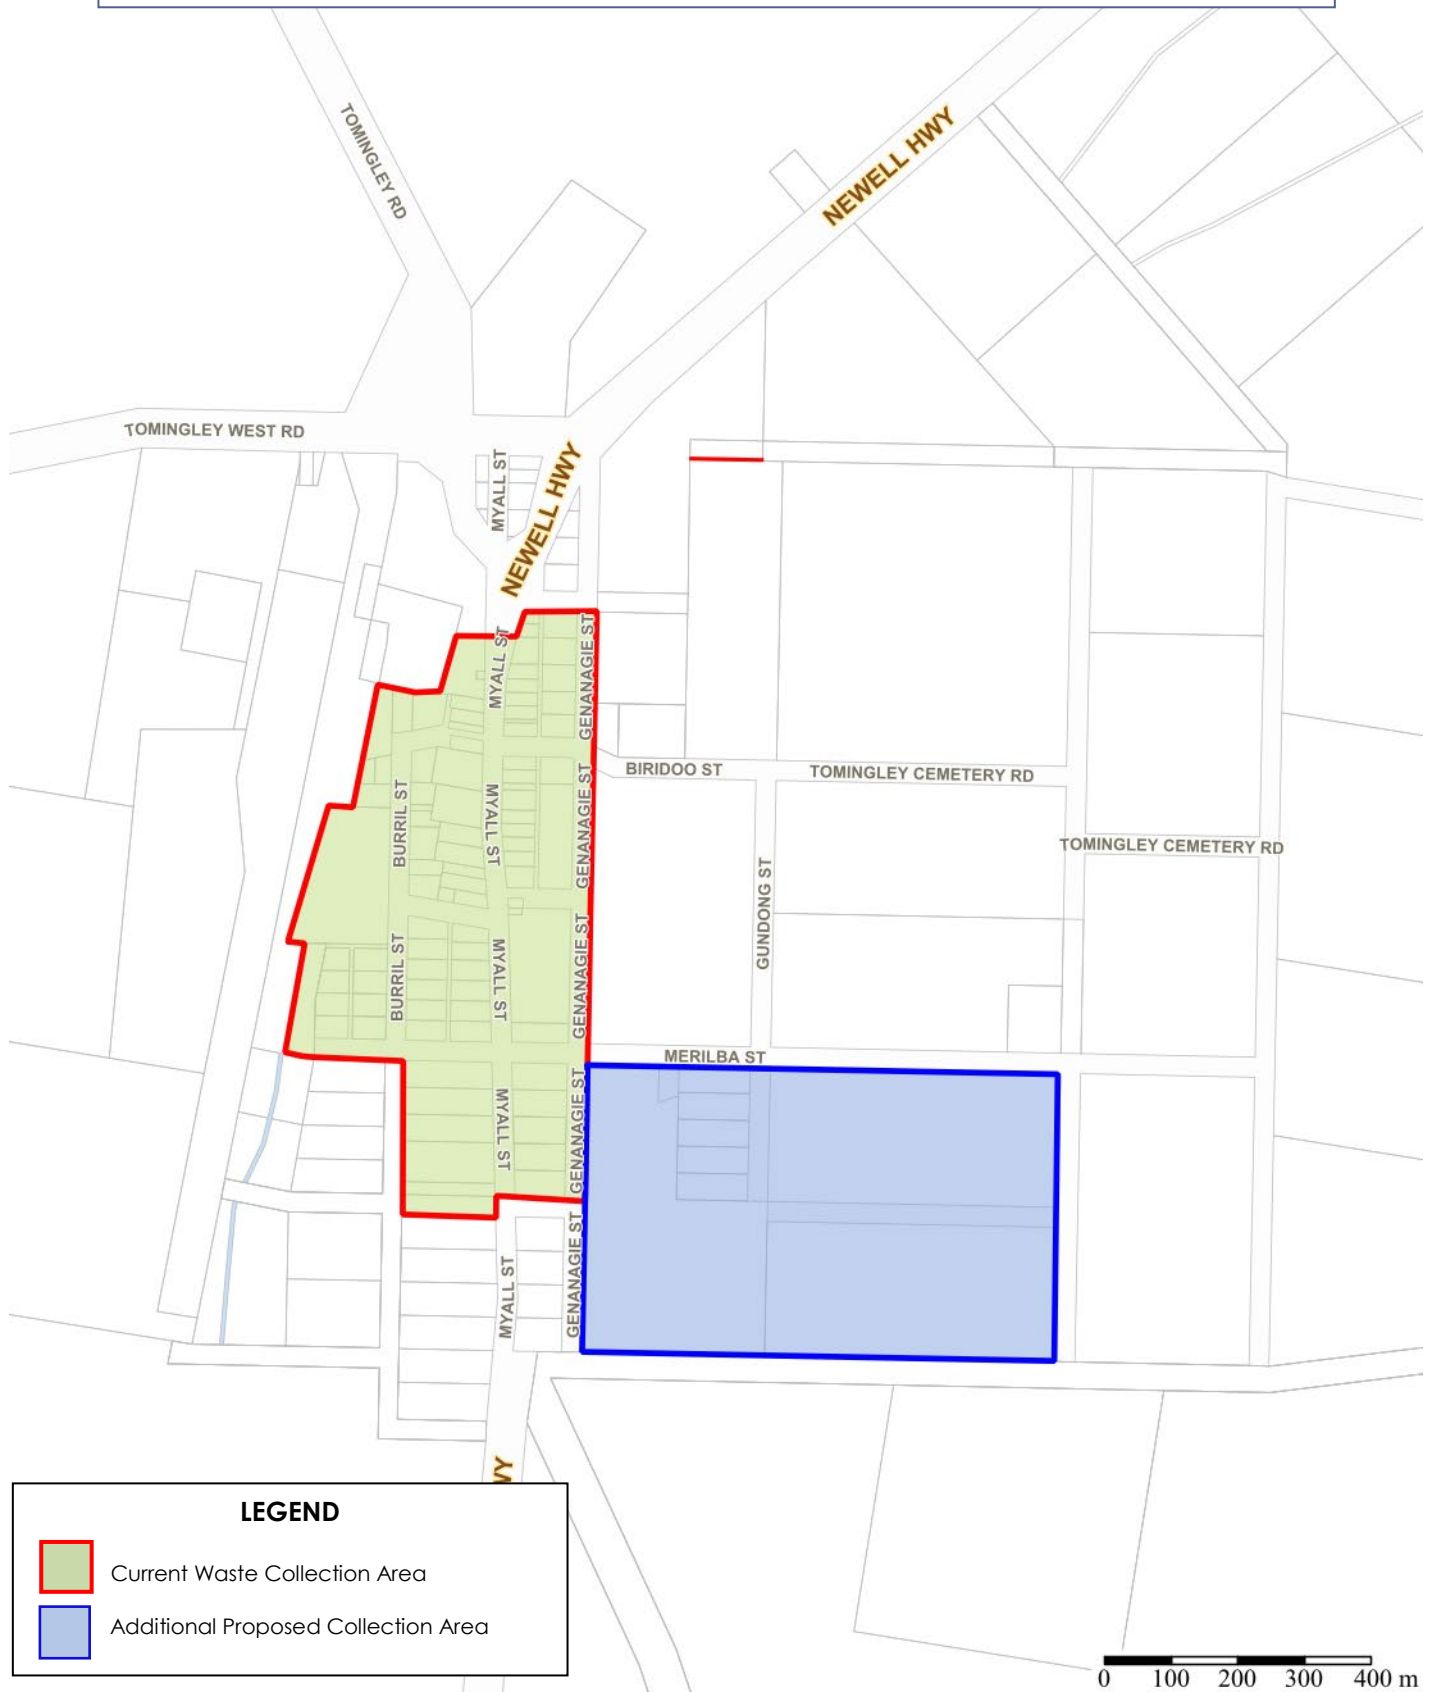 TOMINGLEY RD
NEWELL HWY
TOMINGLEY WEST RD
MYALL ST
NEWELL HWY
MYALL ST
GENANAGIE ST
BIRIDOO ST
TOMINGLEY CEMETERY RD
BURRIL ST
MYALL ST
GENANAGIE ST
TOMINGLEY CEMETERY RD
GUNDONG ST
BURRIL ST
MYALL ST
GENANAGIE ST
MERILBA ST
MYALL ST
GENANAGIE ST
MYALL ST
GENANAGIE ST
WY
LEGEND
Current Waste Collection Area
Additional Proposed Collection Area
0 100 200 300 400 m